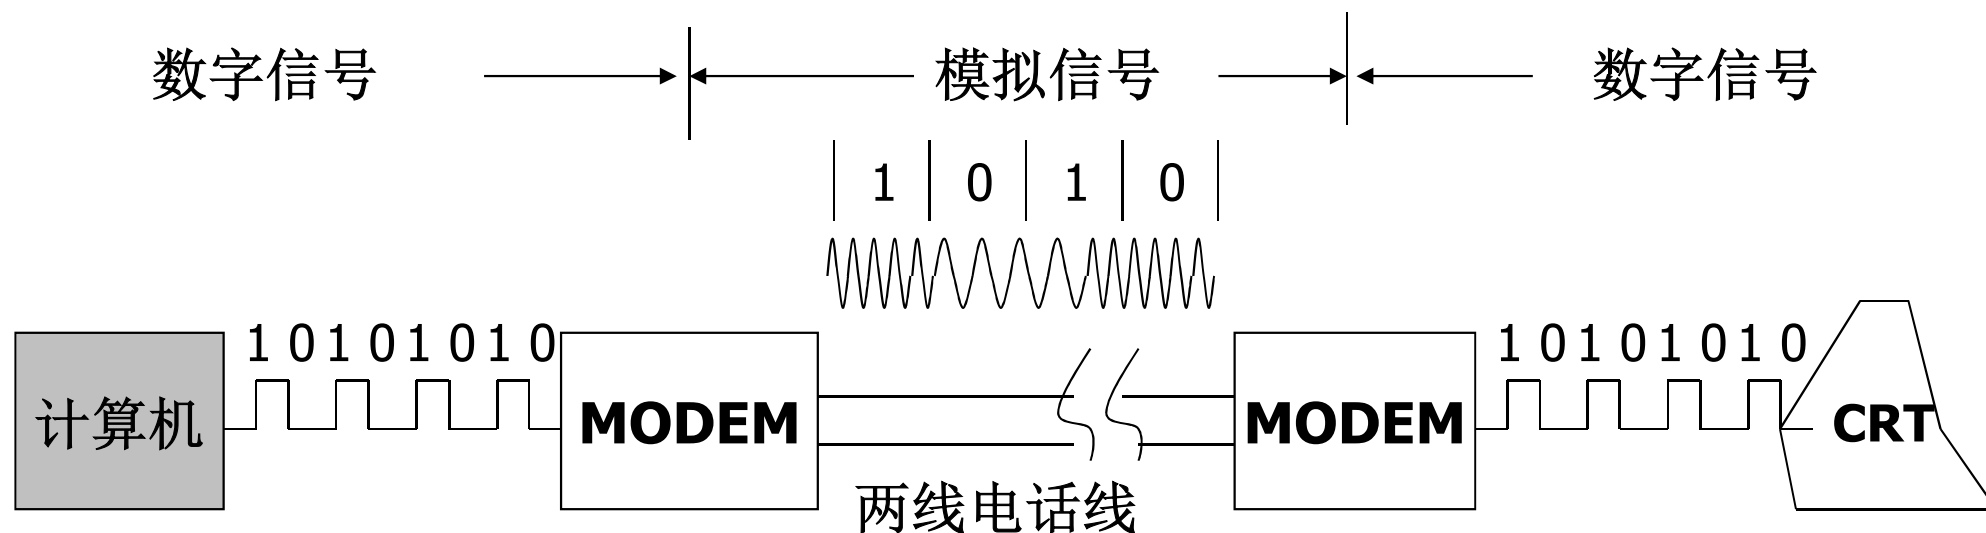 数字信号 模拟信号 数字信号
1 0 1 0
1 0 1 0 1 0 1 0 1 0 1 0 1 0 1 0
计算机 MODEM MODEM CRT
两线电话线